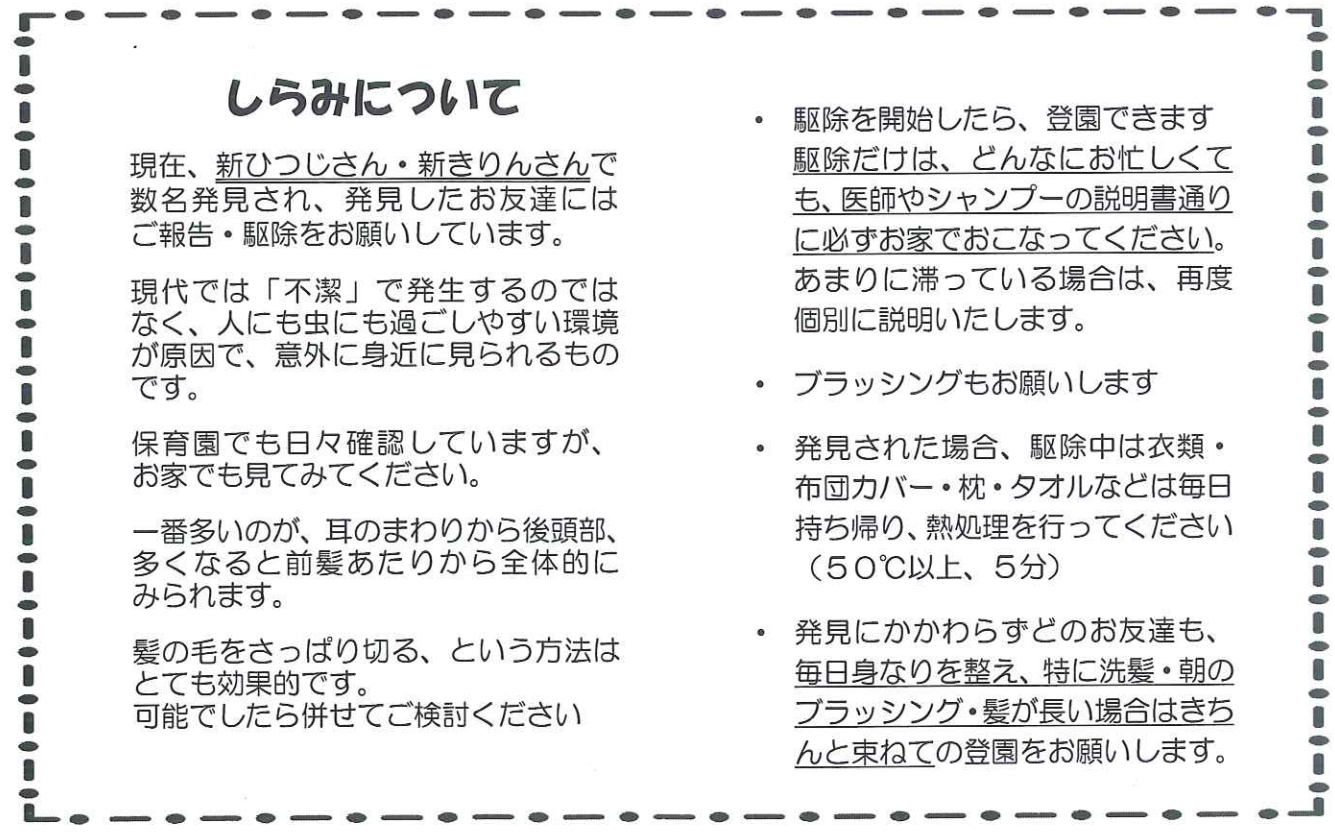 しらみについて
現在、新ひつじさん・新きりんさんで
数名発見され、発見したお友達には
ご報告・駆除をお願いしています。
現代では「不潔」で発生するのでは
なく、人にも虫にも過ごしやすい環境
が原因で、意外に身近に見られるもの
です。
保育園でも日々確認していますが、
お家でも見てみてください。
一番多いのが、耳のまわりから後頭部、
多くなると前髪あたりから全体的に
みられます。
髪の毛をさっぱり切る、という方法は
とても効果的です。
可能でしたら併せてご検討ください
・ 駆除を開始したら、登園できます
駆除だけは、どんなにお忙しくて
も、医師やシャンプーの説明書通り
に必ずお家でおこなってください。
あまりに滞っている場合は、再度
個別に説明いたします。
・ ブラッシングもお願いします
・ 発見された場合、駆除中は衣類・
布団カバー・枕・タオルなどは毎日
持ち帰り、熱処理を行ってください
（５０℃以上、５分）
・ 発見にかかわらずどのお友達も、
毎日身なりを整え、特に洗髪・朝の
ブラッシング・髪が長い場合はきち
んと束ねての登園をお願いします。